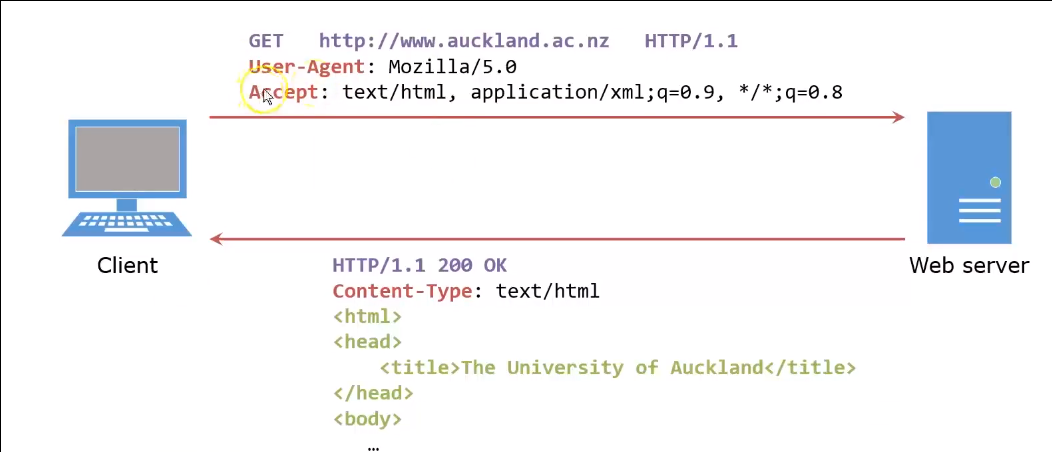 GET http://www.auckland.ac.nz HTTP/1.1
User-Agent: Mozilla/5.0
Accept: text/html, application/xml;q=0.9, */*;q=0.8
Client
Web server
HTTP/1.1 200 OK
Content-Type: text/html
<html>
<head>
<title>The University of Auckland</title>
</head>
<body>
…